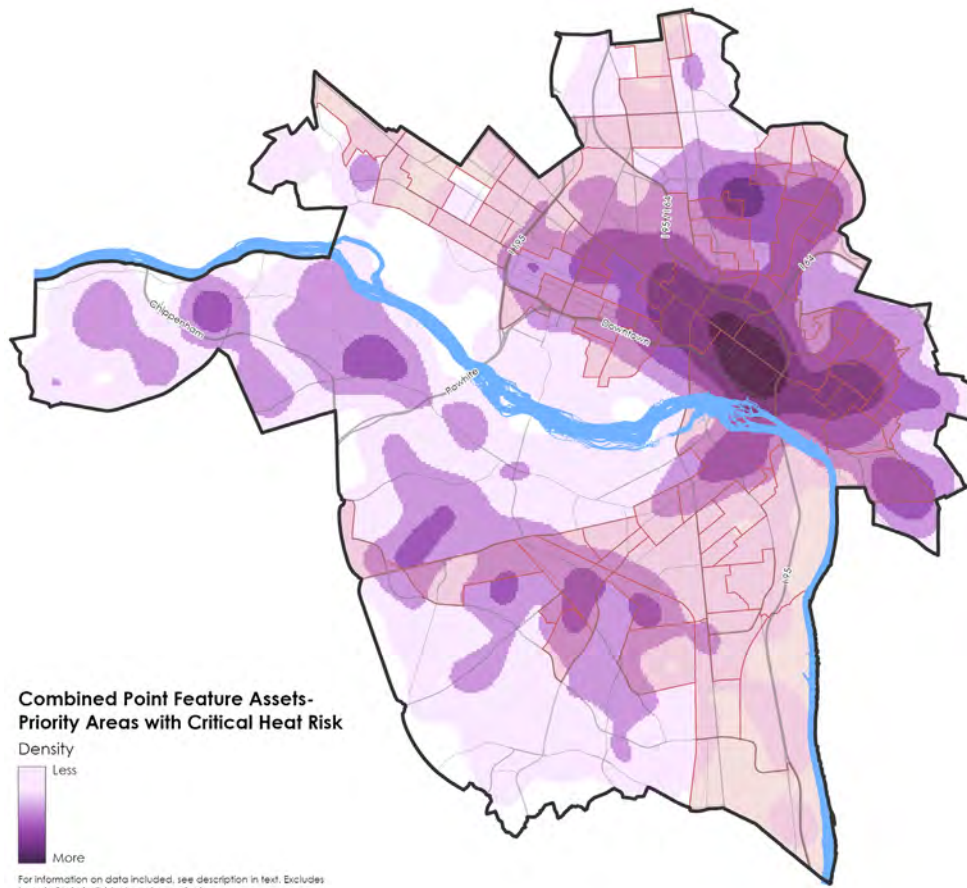 I 95 / I 64
I 95
I 64
Chippenham
Downtown
Powhite
I 95
Combined Point Feature Assets-
Priority Areas with Critical Heat Risk
Density
Less
More
For information on data included, see description in text. Excludes